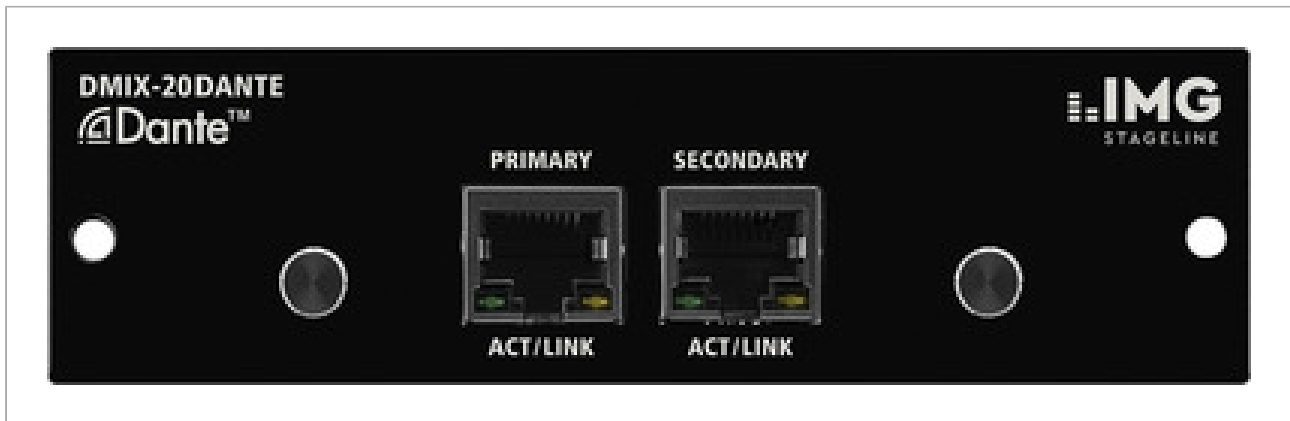 DMIX-20DANTE
Dante™
IMG
STAGELINE
PRIMARY
SECONDARY
ACT/LINK
ACT/LINK